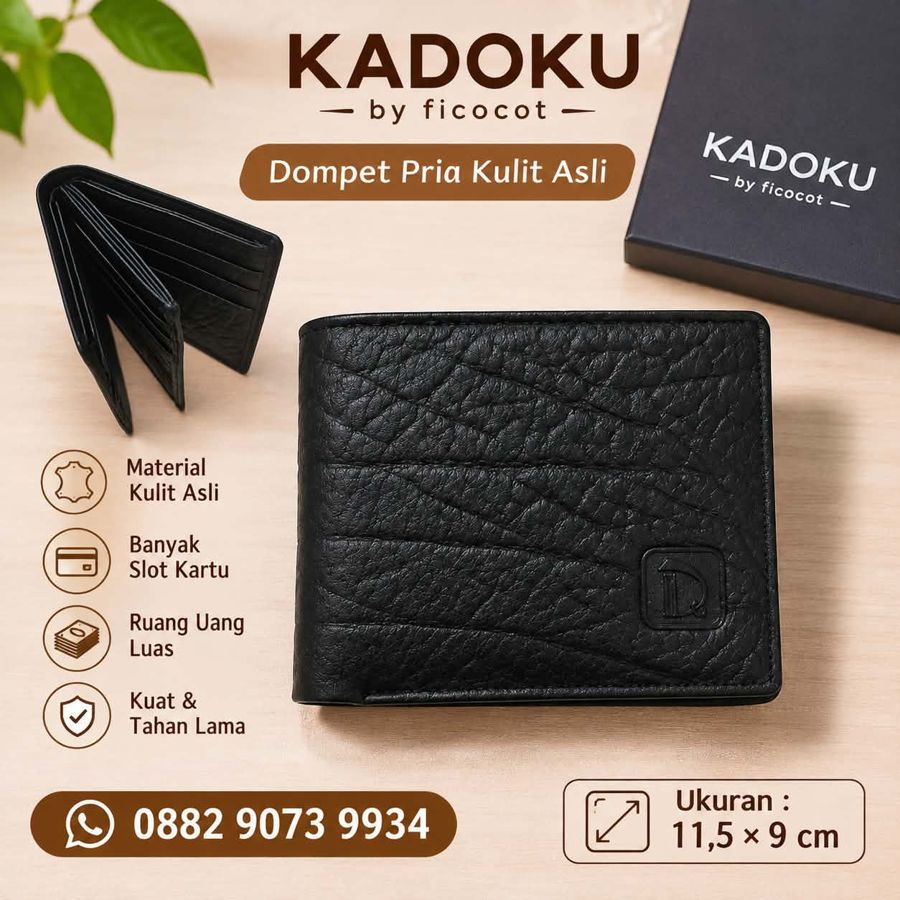 KADOKU
by ficocot
Dompet Pria Kulit Asli
KADOKU
by ficocot
Material
Kulit Asli
Banyak
Slot Kartu
Ruang Uang
Luas
Kuat &
Tahan Lama
0882 9073 9934
Ukuran :
11,5 × 9 cm